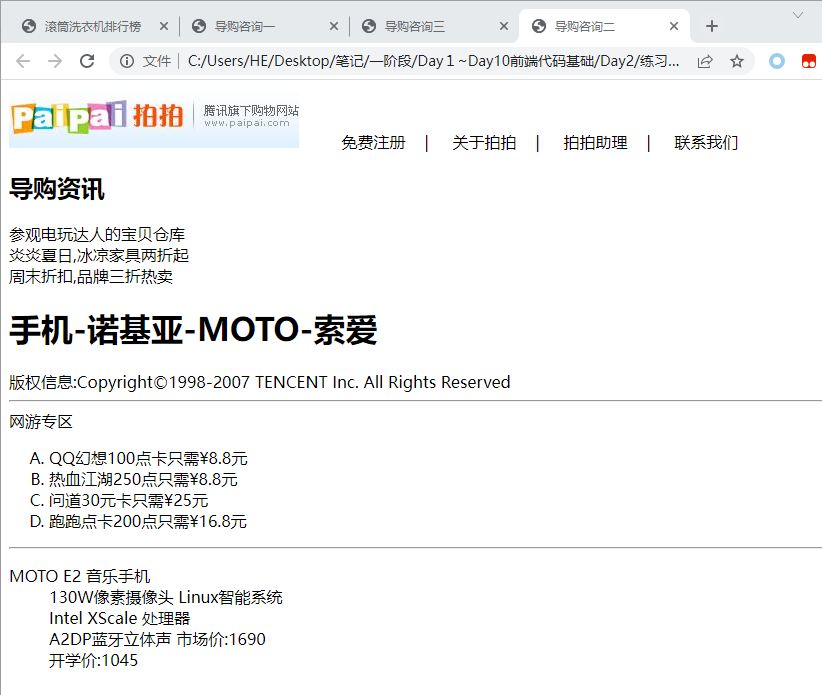 滚筒洗衣机排行榜 导购咨询一 导购咨询三 导购咨询二
文件 C:/Users/HE/Desktop/笔记/一阶段/Day１~Day10前端代码基础/Day2/练习...
PaiPai 拍拍 腾讯旗下购物网站
www.paipai.com
免费注册 | 关于拍拍 | 拍拍助理 | 联系我们
导购资讯
参观电玩达人的宝贝仓库
炎炎夏日,冰凉家具两折起
周末折扣,品牌三折热卖
手机-诺基亚-MOTO-索爱
版权信息:Copyright©1998-2007 TENCENT Inc. All Rights Reserved
网游专区
A. QQ幻想100点卡只需¥8.8元
B. 热血江湖250点只需¥8.8元
C. 问道30元卡只需¥25元
D. 跑跑点卡200点只需¥16.8元
MOTO E2 音乐手机
130W像素摄像头 Linux智能系统
Intel XScale 处理器
A2DP蓝牙立体声 市场价:1690
开学价:1045